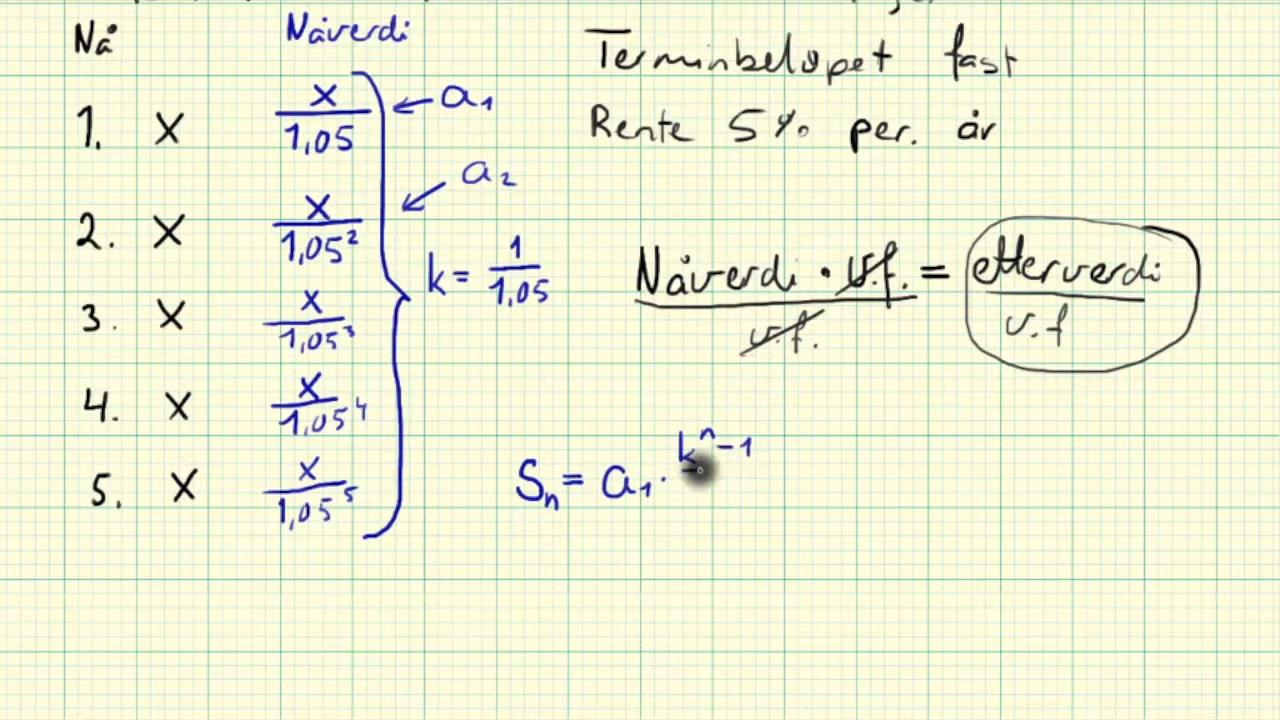 Nå Nåverdi
1. X x/1,05 ← a₁
2. X x/1,05² ← a₂
3. X x/1,05³
4. X x/1,05⁴
5. X x/1,05⁵
k = 1/1,05
Terminbeløpet fast
Rente 5% per. år
Nåverdi · v.f. / v.f. = etterverdi / v.f
Sₙ = a₁ · kⁿ-1